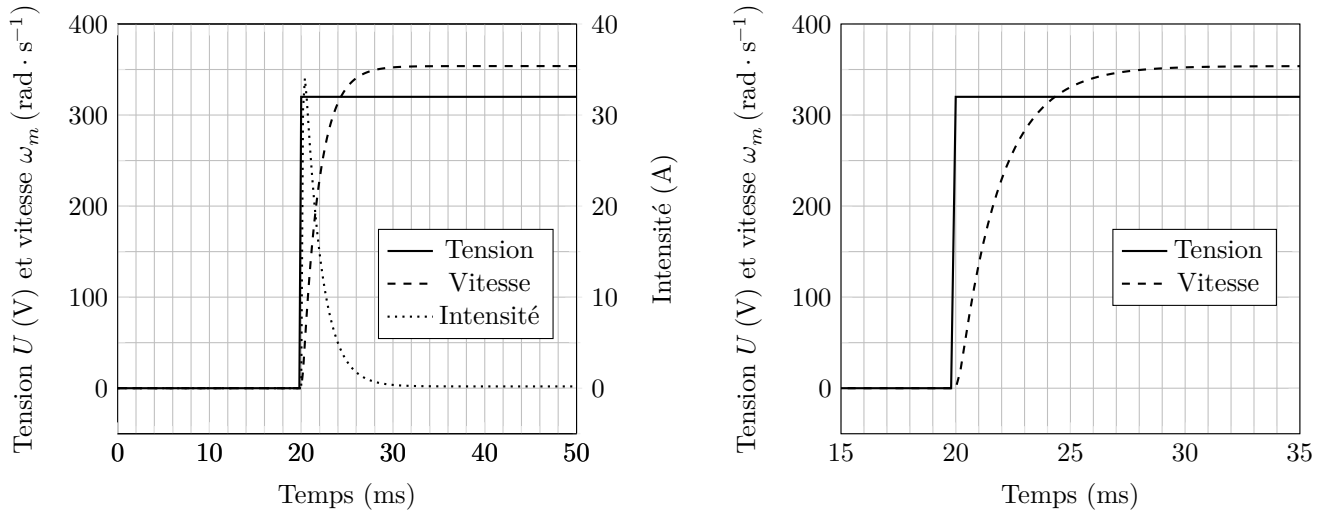 400
300
200
100
0
Tension U (V) et vitesse ω_m (rad · s⁻¹)
40
30
20
10
0
Intensité (A)
Tension
Vitesse
Intensité
0 10 20 30 40 50
Temps (ms)
400
300
200
100
0
Tension U (V) et vitesse ω_m (rad · s⁻¹)
Tension
Vitesse
15 20 25 30 35
Temps (ms)